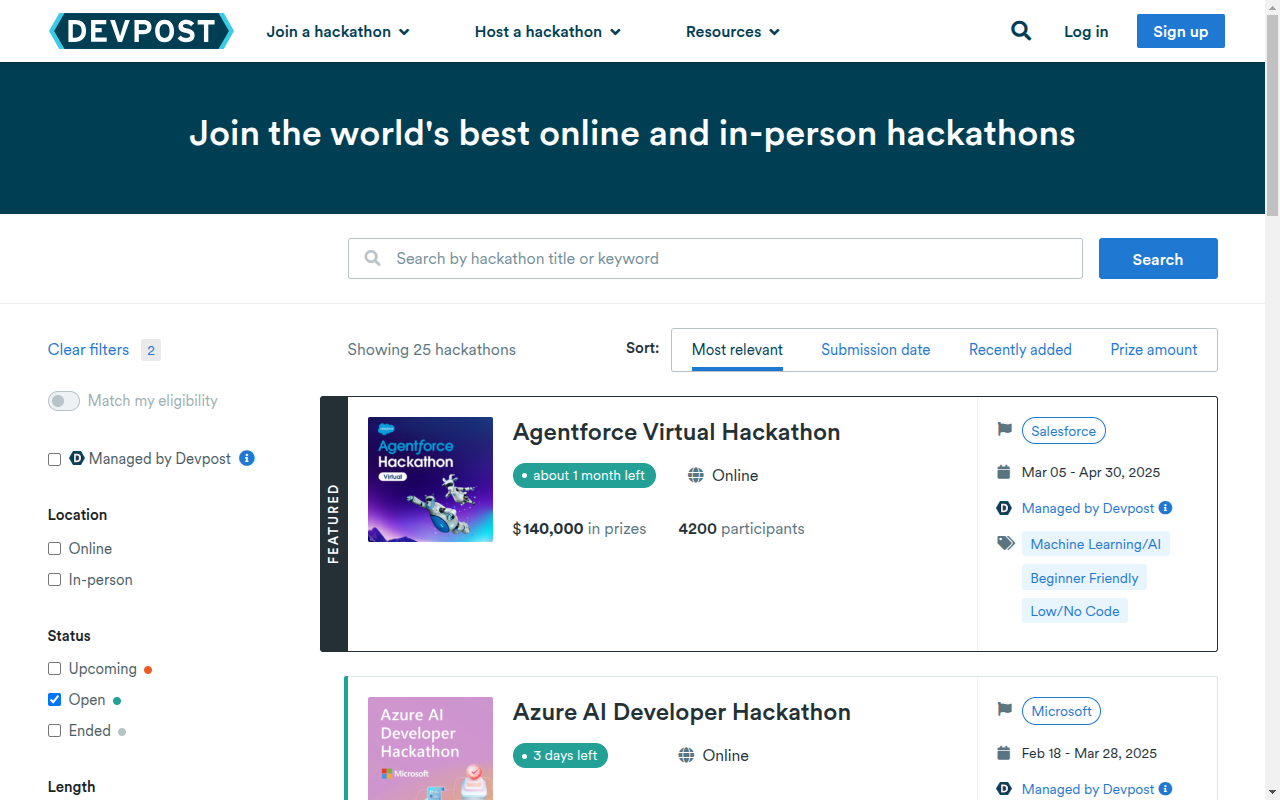 DEVPOST
Join a hackathon
Host a hackathon
Resources
Log in
Sign up
Join the world's best online and in-person hackathons
Search by hackathon title or keyword
Search
Clear filters 2
Showing 25 hackathons
Sort:
Most relevant
Submission date
Recently added
Prize amount
Match my eligibility
D Managed by Devpost i
Location
Online
In-person
Status
Upcoming
Open
Ended
Length
FEATURED
salesforce
Agentforce
Hackathon
Virtual
Agentforce Virtual Hackathon
about 1 month left
Online
$140,000 in prizes
4200 participants
Salesforce
Mar 05 - Apr 30, 2025
D Managed by Devpost i
Machine Learning/AI
Beginner Friendly
Low/No Code
Azure AI
Developer
Hackathon
Microsoft
Azure AI Developer Hackathon
3 days left
Online
Microsoft
Feb 18 - Mar 28, 2025
D Managed by Devpost i